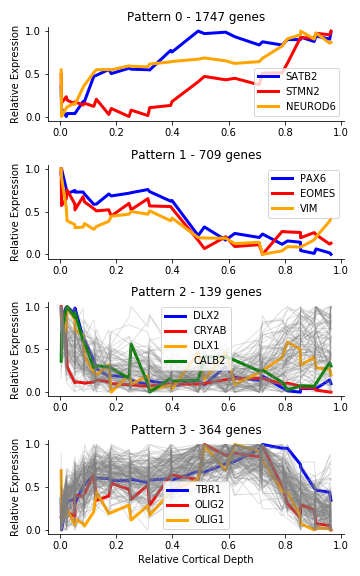 Pattern 0 - 1747 genes
Relative Expression
1.0
0.5
0.0
SATB2
STMN2
NEUROD6
0.0 0.2 0.4 0.6 0.8 1.0
Pattern 1 - 709 genes
Relative Expression
1.0
0.5
0.0
PAX6
EOMES
VIM
0.0 0.2 0.4 0.6 0.8 1.0
Pattern 2 - 139 genes
Relative Expression
1.0
0.5
0.0
DLX2
CRYAB
DLX1
CALB2
0.0 0.2 0.4 0.6 0.8 1.0
Pattern 3 - 364 genes
Relative Expression
1.0
0.5
0.0
TBR1
OLIG2
OLIG1
0.0 0.2 0.4 0.6 0.8 1.0
Relative Cortical Depth